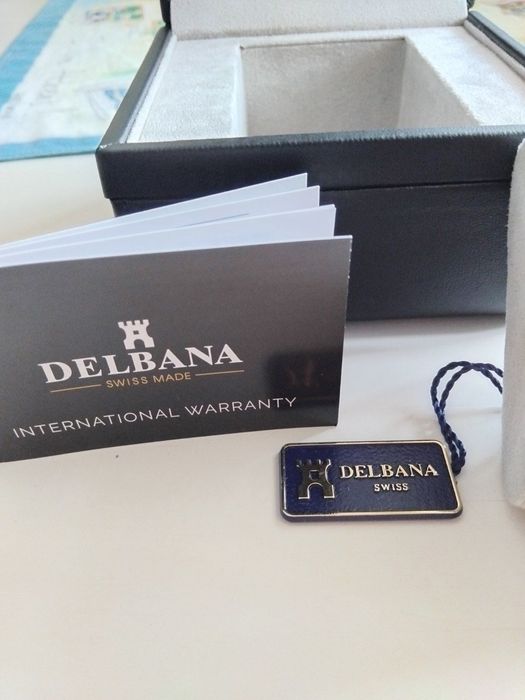 DELBANA
SWISS MADE
INTERNATIONAL WARRANTY
DELBANA
SWISS